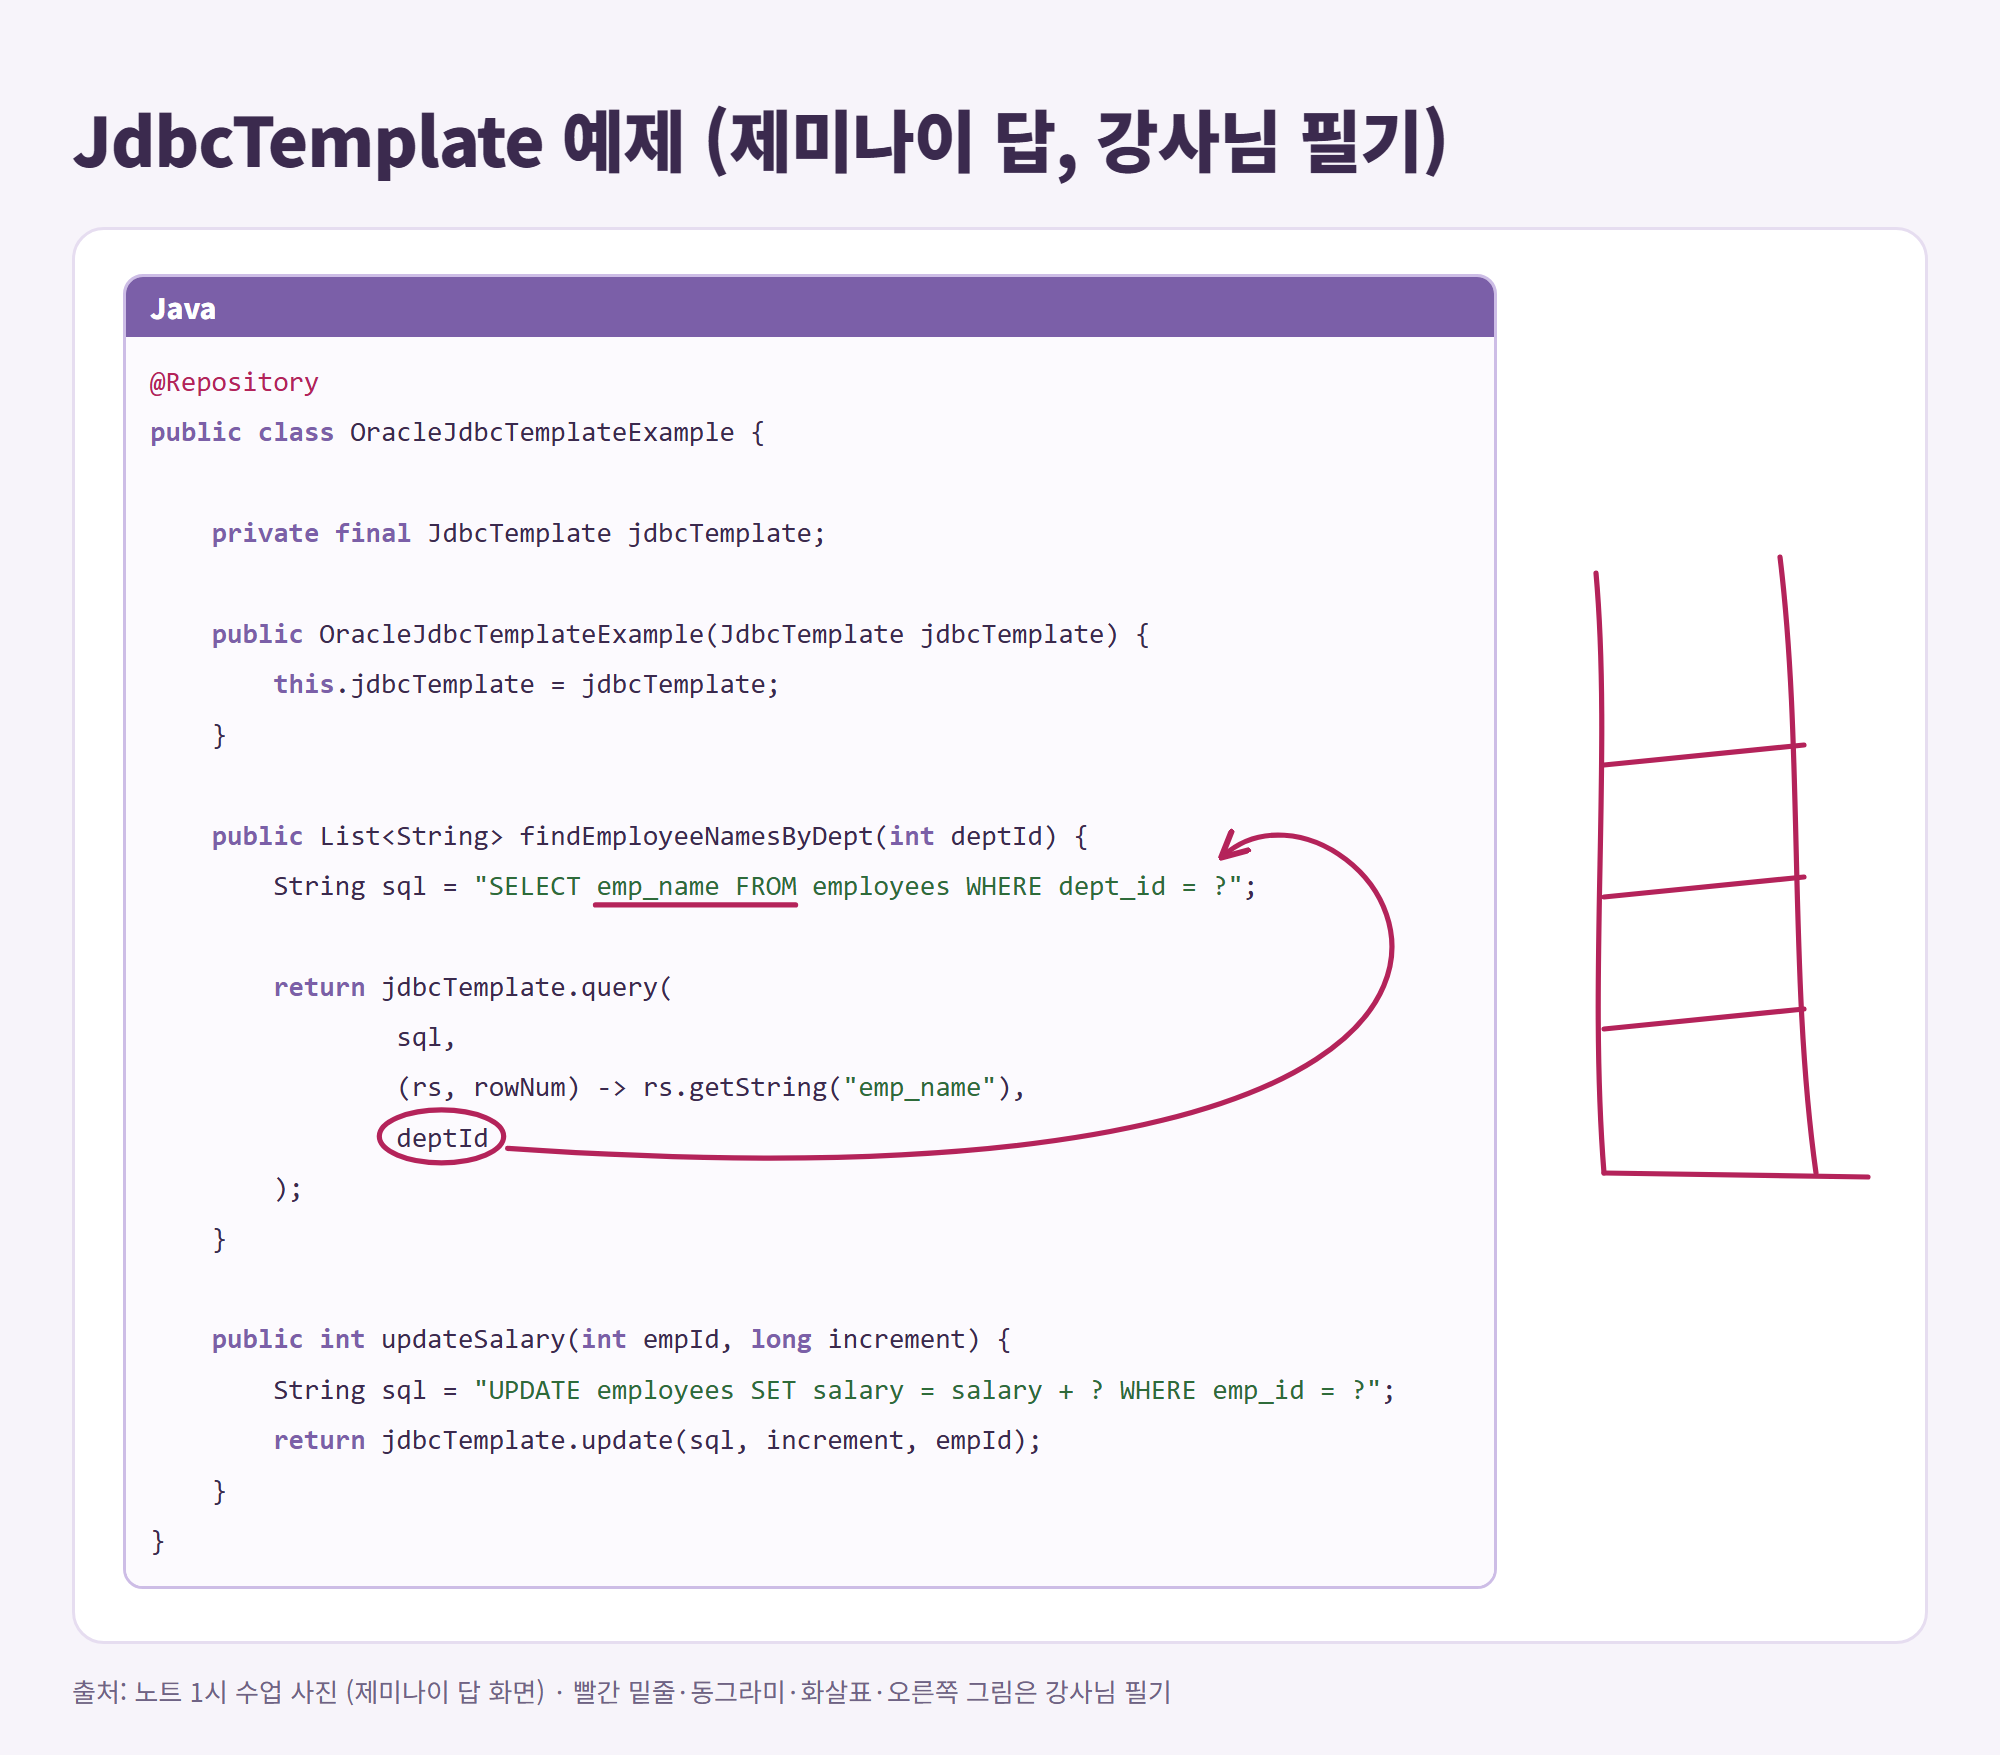 JdbcTemplate 예제 (제미나이 답, 강사님 필기)
Java
@Repository
public class OracleJdbcTemplateExample {
private final JdbcTemplate jdbcTemplate;
public OracleJdbcTemplateExample(JdbcTemplate jdbcTemplate) {
this.jdbcTemplate = jdbcTemplate;
}
public List<String> findEmployeeNamesByDept(int deptId) {
String sql = "SELECT emp_name FROM employees WHERE dept_id = ?";
return jdbcTemplate.query(
sql,
(rs, rowNum) -> rs.getString("emp_name"),
deptId
);
}
public int updateSalary(int empId, long increment) {
String sql = "UPDATE employees SET salary = salary + ? WHERE emp_id = ?";
return jdbcTemplate.update(sql, increment, empId);
}
}
출처: 노트 1시 수업 사진 (제미나이 답 화면) · 빨간 밑줄·동그라미·화살표·오른쪽 그림은 강사님 필기